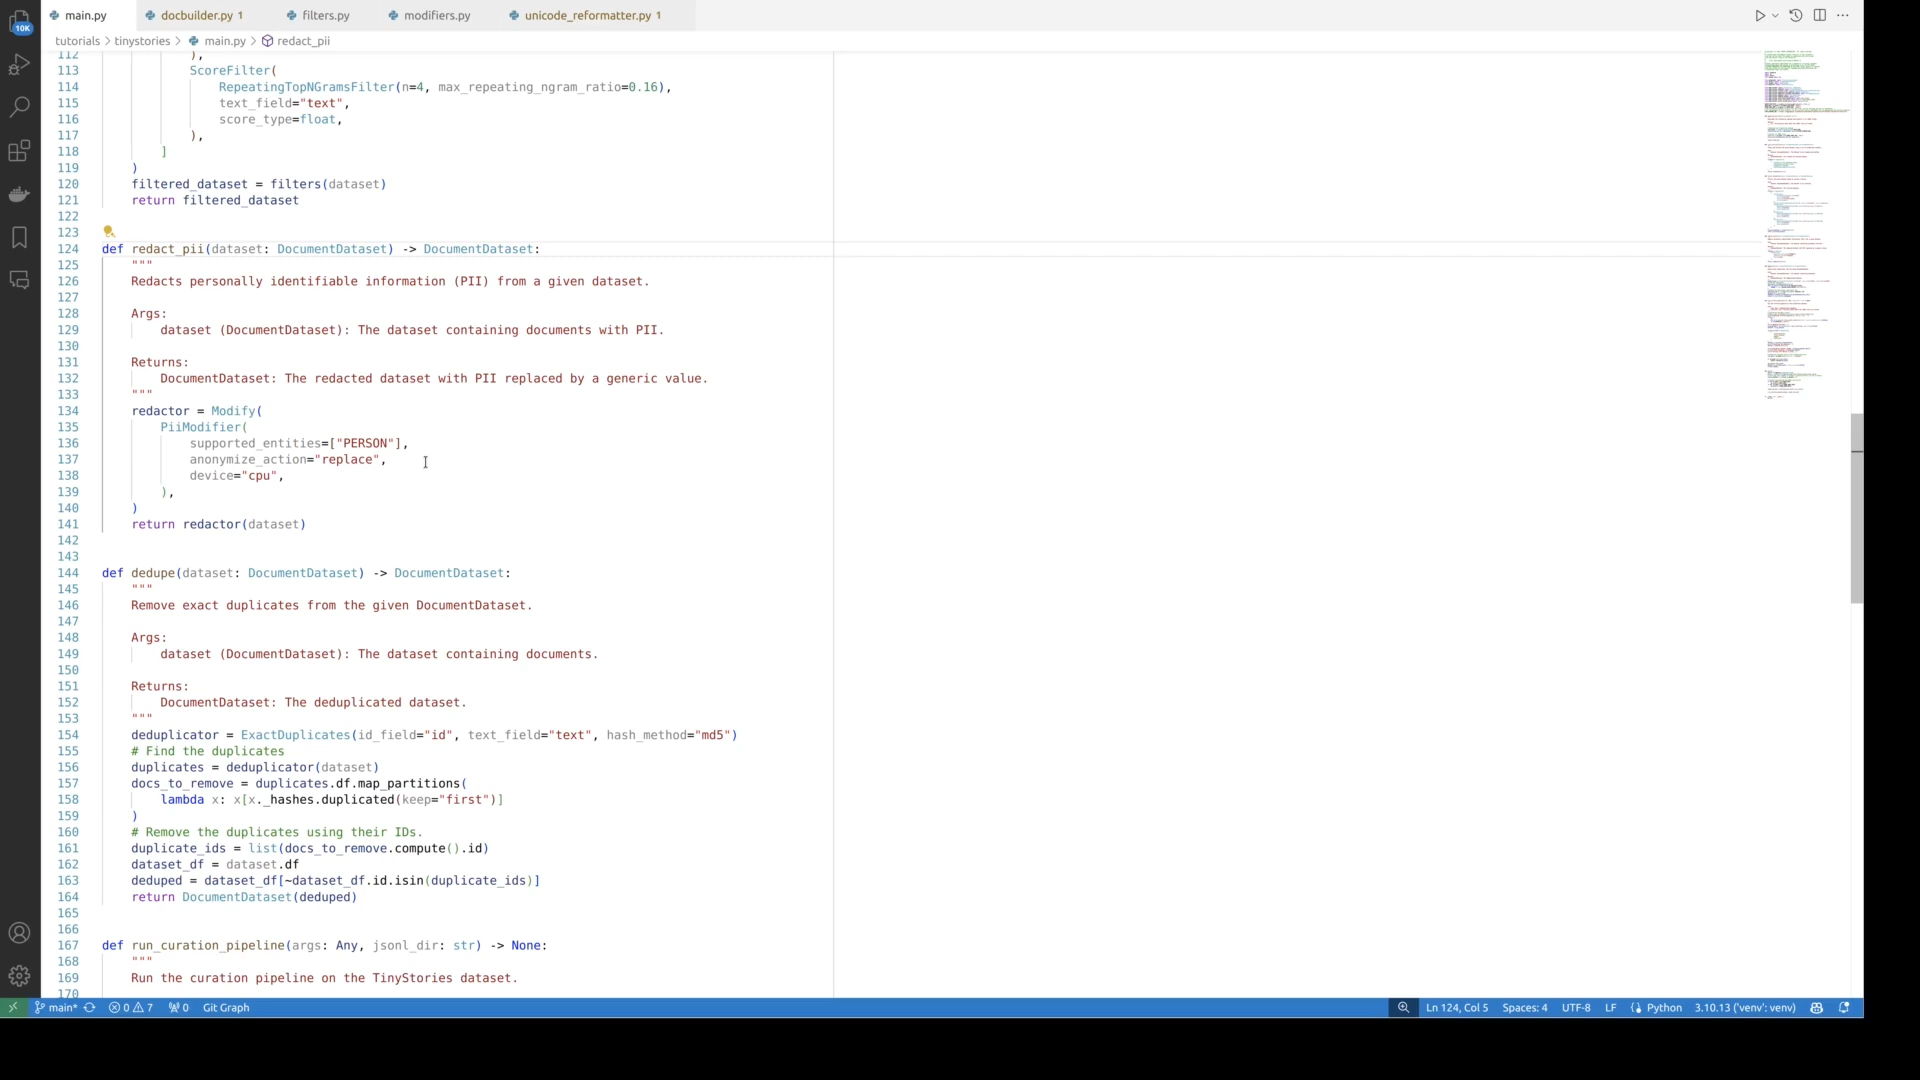 main.py
docbuilder.py 1
filters.py
modifiers.py
unicode_reformatter.py 1
10K
tutorials > tinystories > main.py > redact_pii
112 ),
113 ScoreFilter(
114 RepeatingTopNGramsFilter(n=4, max_repeating_ngram_ratio=0.16),
115 text_field="text",
116 score_type=float,
117 ),
118 ]
119 )
120 filtered_dataset = filters(dataset)
121 return filtered_dataset
122
123
124 def redact_pii(dataset: DocumentDataset) -> DocumentDataset:
125 """
126 Redacts personally identifiable information (PII) from a given dataset.
127
128 Args:
129 dataset (DocumentDataset): The dataset containing documents with PII.
130
131 Returns:
132 DocumentDataset: The redacted dataset with PII replaced by a generic value.
133 """
134 redactor = Modify(
135 PiiModifier(
136 supported_entities=["PERSON"],
137 anonymize_action="replace",
138 device="cpu",
139 ),
140 )
141 return redactor(dataset)
142
143
144 def dedupe(dataset: DocumentDataset) -> DocumentDataset:
145 """
146 Remove exact duplicates from the given DocumentDataset.
147
148 Args:
149 dataset (DocumentDataset): The dataset containing documents.
150
151 Returns:
152 DocumentDataset: The deduplicated dataset.
153 """
154 deduplicator = ExactDuplicates(id_field="id", text_field="text", hash_method="md5")
155 # Find the duplicates
156 duplicates = deduplicator(dataset)
157 docs_to_remove = duplicates.df.map_partitions(
158 lambda x: x[x._hashes.duplicated(keep="first")]
159 )
160 # Remove the duplicates using their IDs.
161 duplicate_ids = list(docs_to_remove.compute().id)
162 dataset_df = dataset.df
163 deduped = dataset_df[~dataset_df.id.isin(duplicate_ids)]
164 return DocumentDataset(deduped)
165
166
167 def run_curation_pipeline(args: Any, jsonl_dir: str) -> None:
168 """
169 Run the curation pipeline on the TinyStories dataset.
170
main* 0 7 0 Git Graph Ln 124, Col 5 Spaces: 4 UTF-8 LF Python 3.10.13 ('venv': venv)